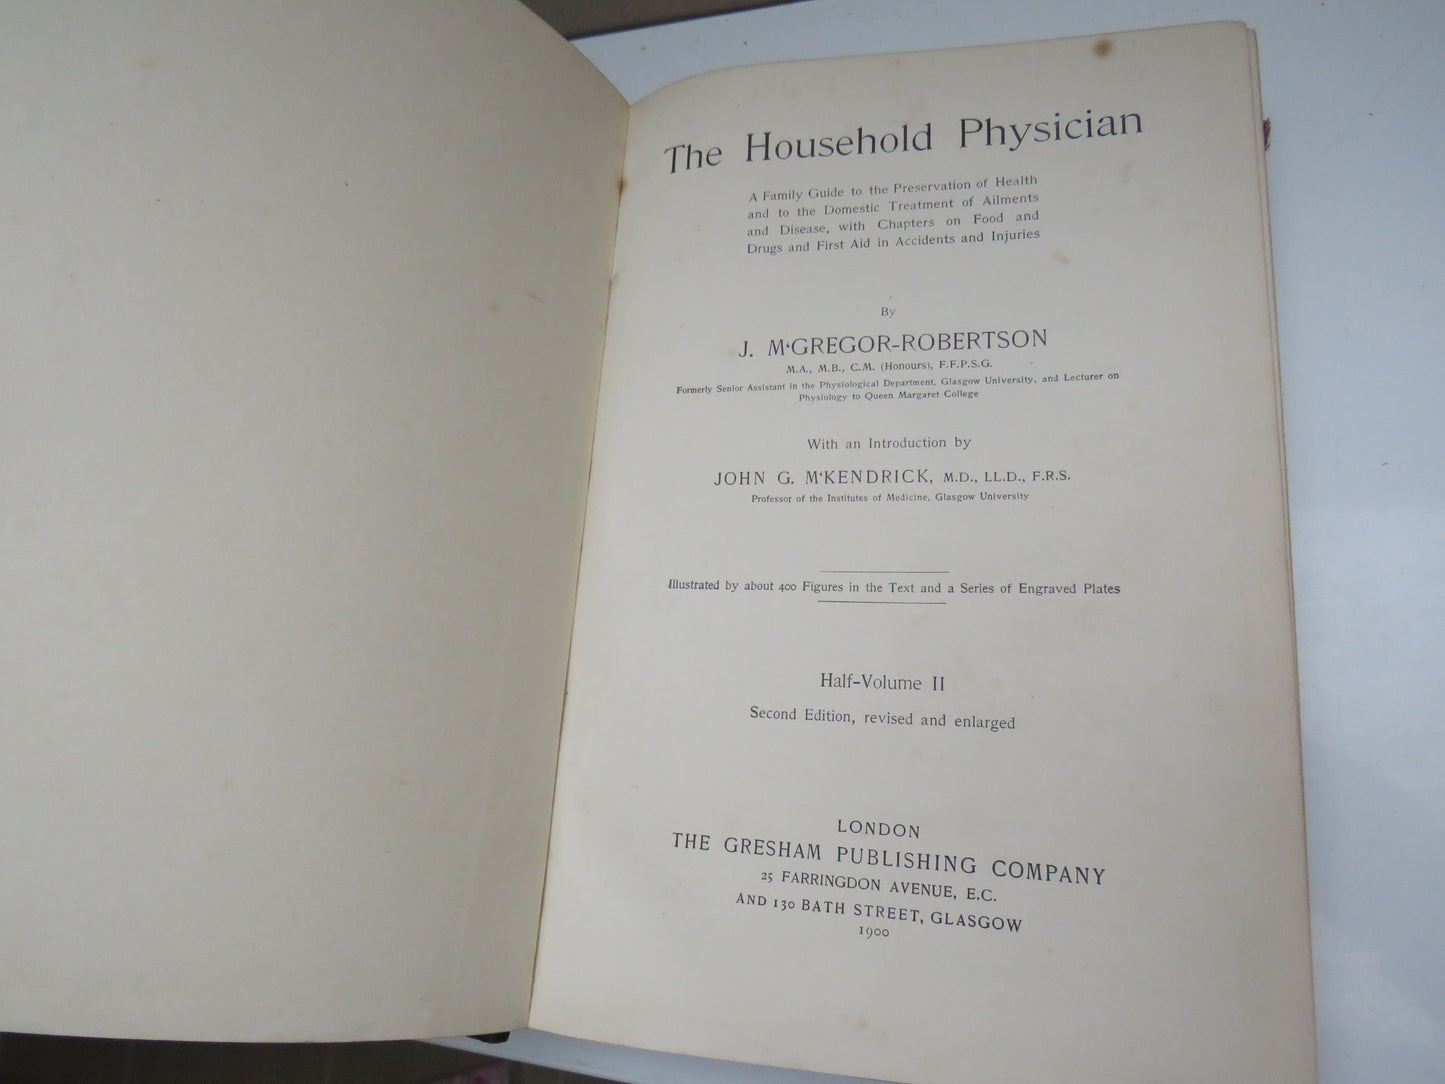 The Household Physician
A Family Guide to the Preservation of Health
and to the Domestic Treatment of Ailments
and Disease, with Chapters on Food and
Drugs and First Aid in Accidents and Injuries
By
J. M‘GREGOR-ROBERTSON
M.A., M.B., C.M. (Honours), F.F.P.S.G.
Formerly Senior Assistant in the Physiological Department, Glasgow University, and Lecturer on
Physiology to Queen Margaret College
With an Introduction by
JOHN G. M‘KENDRICK, M.D., LL.D., F.R.S.
Professor of the Institutes of Medicine, Glasgow University
Illustrated by about 400 Figures in the Text and a Series of Engraved Plates
Half-Volume II
Second Edition, revised and enlarged
LONDON
THE GRESHAM PUBLISHING COMPANY
25 FARRINGDON AVENUE, E.C.
AND 130 BATH STREET, GLASGOW
1900